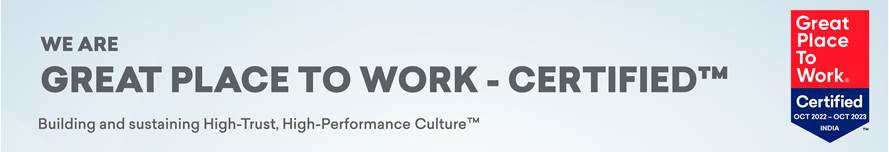 WE ARE
GREAT PLACE TO WORK - CERTIFIED™
Building and sustaining High-Trust, High-Performance Culture™
Great
Place
To
Work®
Certified
OCT 2022 – OCT 2023
INDIA
™